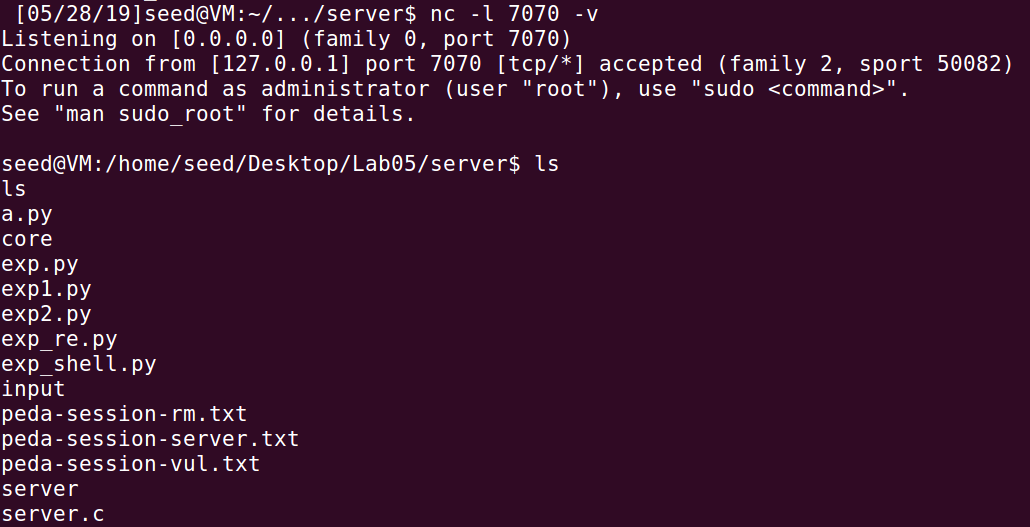 [05/28/19]seed@VM:~/.../server$ nc -l 7070 -v
Listening on [0.0.0.0] (family 0, port 7070)
Connection from [127.0.0.1] port 7070 [tcp/*] accepted (family 2, sport 50082)
To run a command as administrator (user "root"), use "sudo <command>".
See "man sudo_root" for details.
seed@VM:/home/seed/Desktop/Lab05/server$ ls
ls
a.py
core
exp.py
exp1.py
exp2.py
exp_re.py
exp_shell.py
input
peda-session-rm.txt
peda-session-server.txt
peda-session-vul.txt
server
server.c